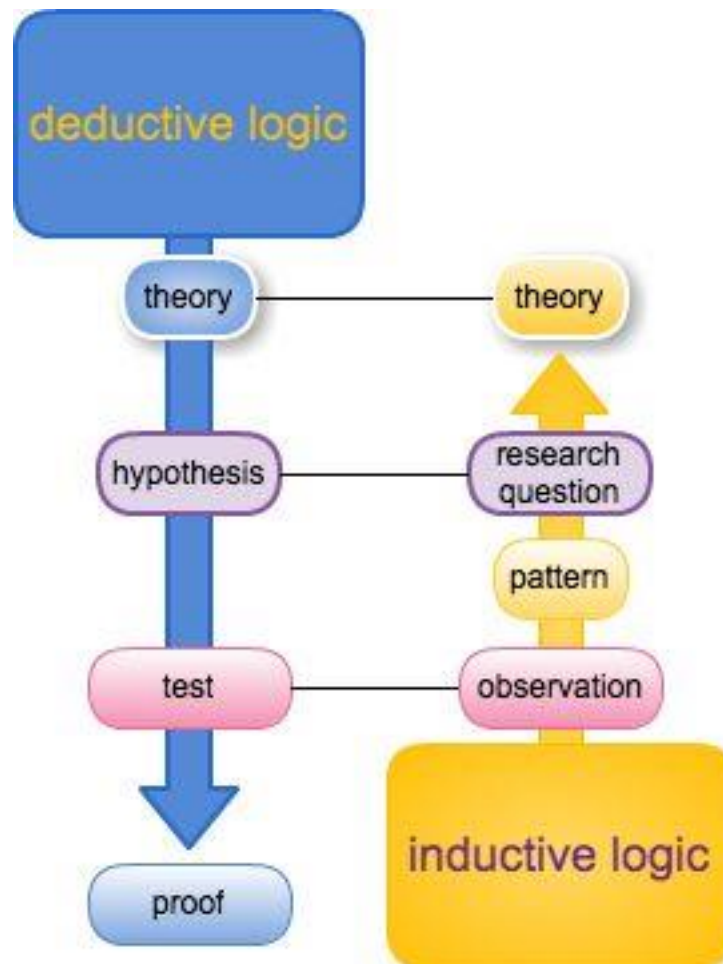 deductive logic
theory
theory
hypothesis
research
question
pattern
test
observation
proof
inductive logic